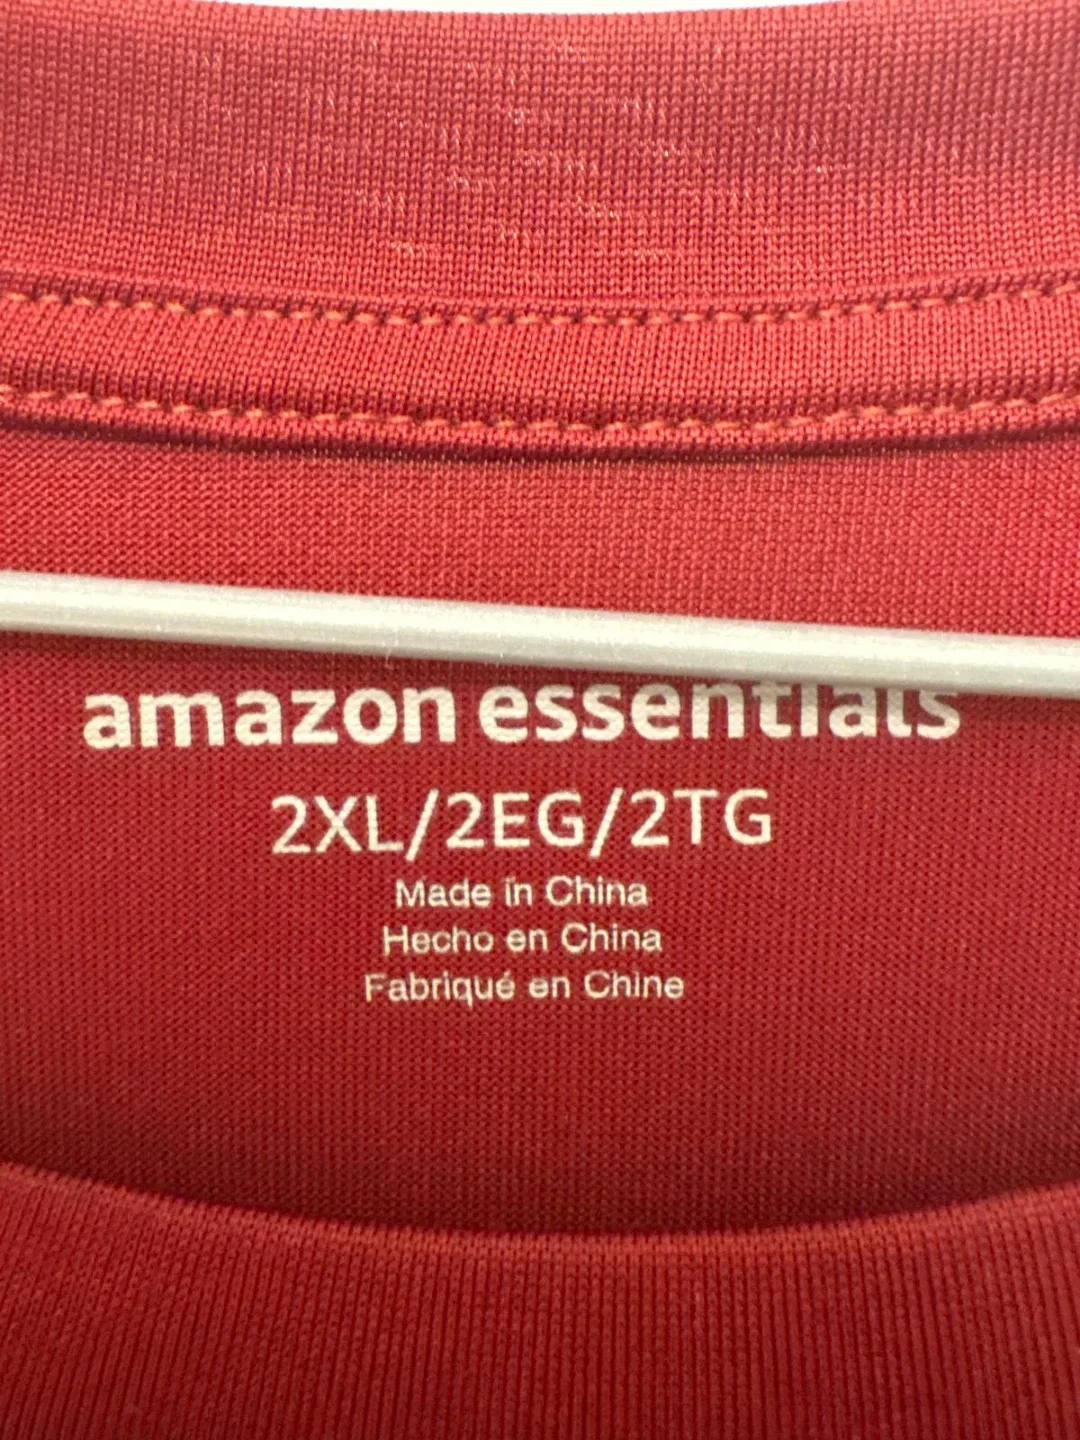 amazon essentials
2XL/2EG/2TG
Made in China
Hecho en China
Fabriqué en Chine